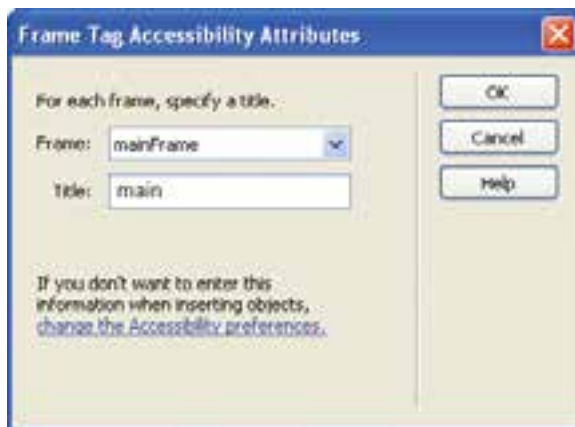 Frame Tag Accessibility Attributes
For each frame, specify a title.
Frame: mainFrame
Title: main
If you don't want to enter this
information when inserting objects,
change the Accessibility preferences.
OK
Cancel
Help